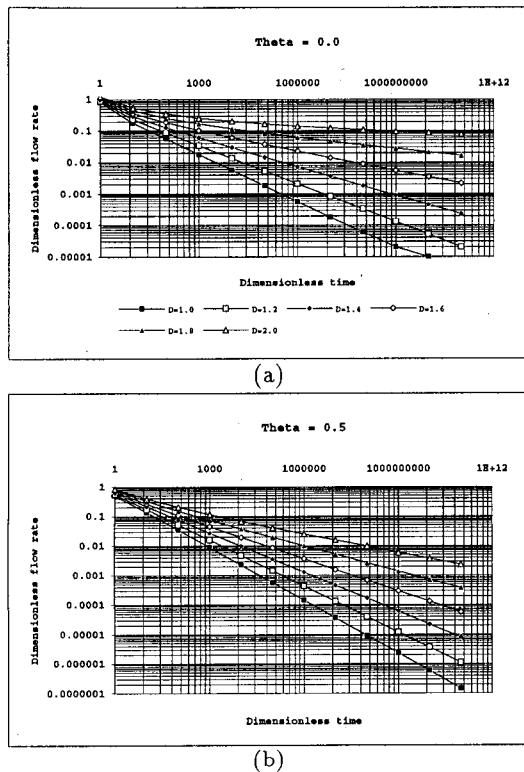 Theta = 0.0
1 1000 1000000 1000000000 1E+12
1
0.1
0.01
0.001
0.0001
0.00001
Dimensionless flow rate
Dimensionless time
D=1.0 D=1.2 D=1.4 D=1.6
D=1.8 D=2.0
(a)
Theta = 0.5
1 1000 1000000 1000000000 1E+12
1
0.1
0.01
0.001
0.0001
0.00001
0.000001
0.0000001
Dimensionless flow rate
Dimensionless time
(b)